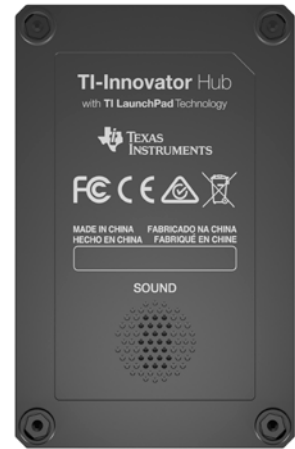 TI-Innovator Hub
with TI LaunchPad Technology
TEXAS
INSTRUMENTS
FC CE
MADE IN CHINA FABRICADO NA CHINA
HECHO EN CHINA FABRIQUÉ EN CHINE
SOUND